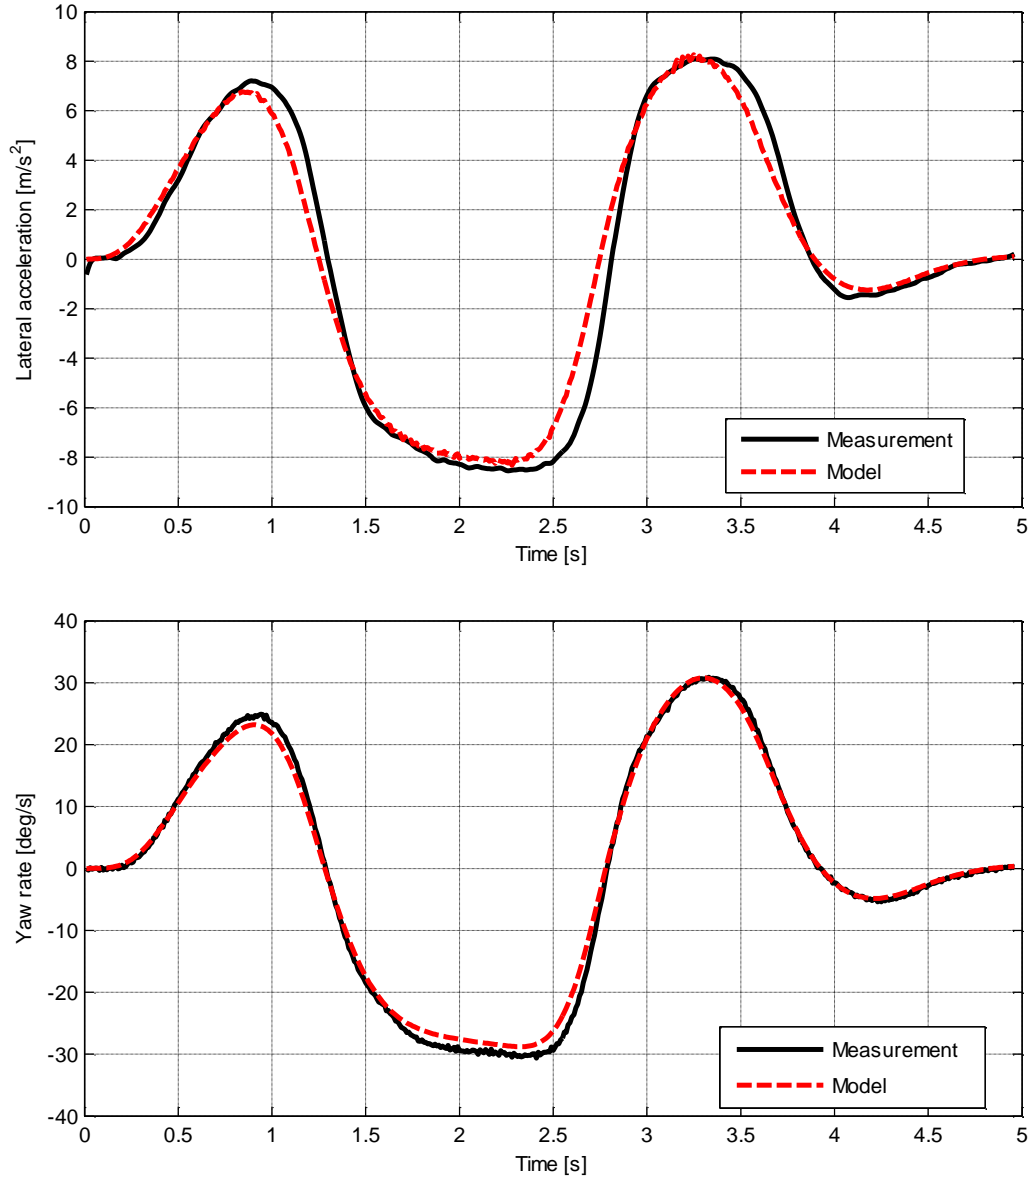 10
8
6
4
2
0
-2
-4
-6
-8
-10
Lateral acceleration [m/s²]
Measurement
Model
0 0.5 1 1.5 2 2.5 3 3.5 4 4.5 5
Time [s]
40
30
20
10
0
-10
-20
-30
-40
Yaw rate [deg/s]
Measurement
Model
0 0.5 1 1.5 2 2.5 3 3.5 4 4.5 5
Time [s]